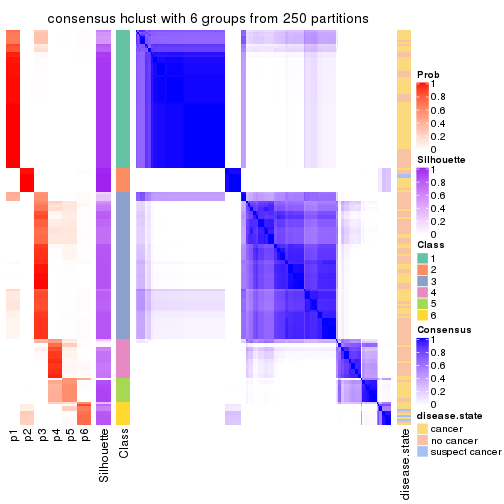 consensus hclust with 6 groups from 250 partitions
Prob
1
0.8
0.6
0.4
0.2
0
Silhouette
1
0.8
0.6
0.4
0.2
0
Class
1
2
3
4
5
6
Consensus
1
0.8
0.6
0.4
0.2
0
disease.state
cancer
no cancer
suspect cancer
p1
p2
p3
p4
p5
p6
Silhouette
Class
disease.state